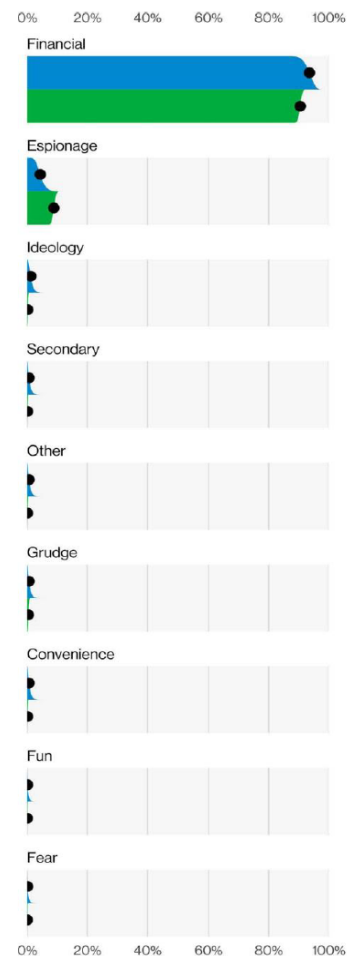 0% 20% 40% 60% 80% 100%
Financial
Espionage
Ideology
Secondary
Other
Grudge
Convenience
Fun
Fear
0% 20% 40% 60% 80% 100%